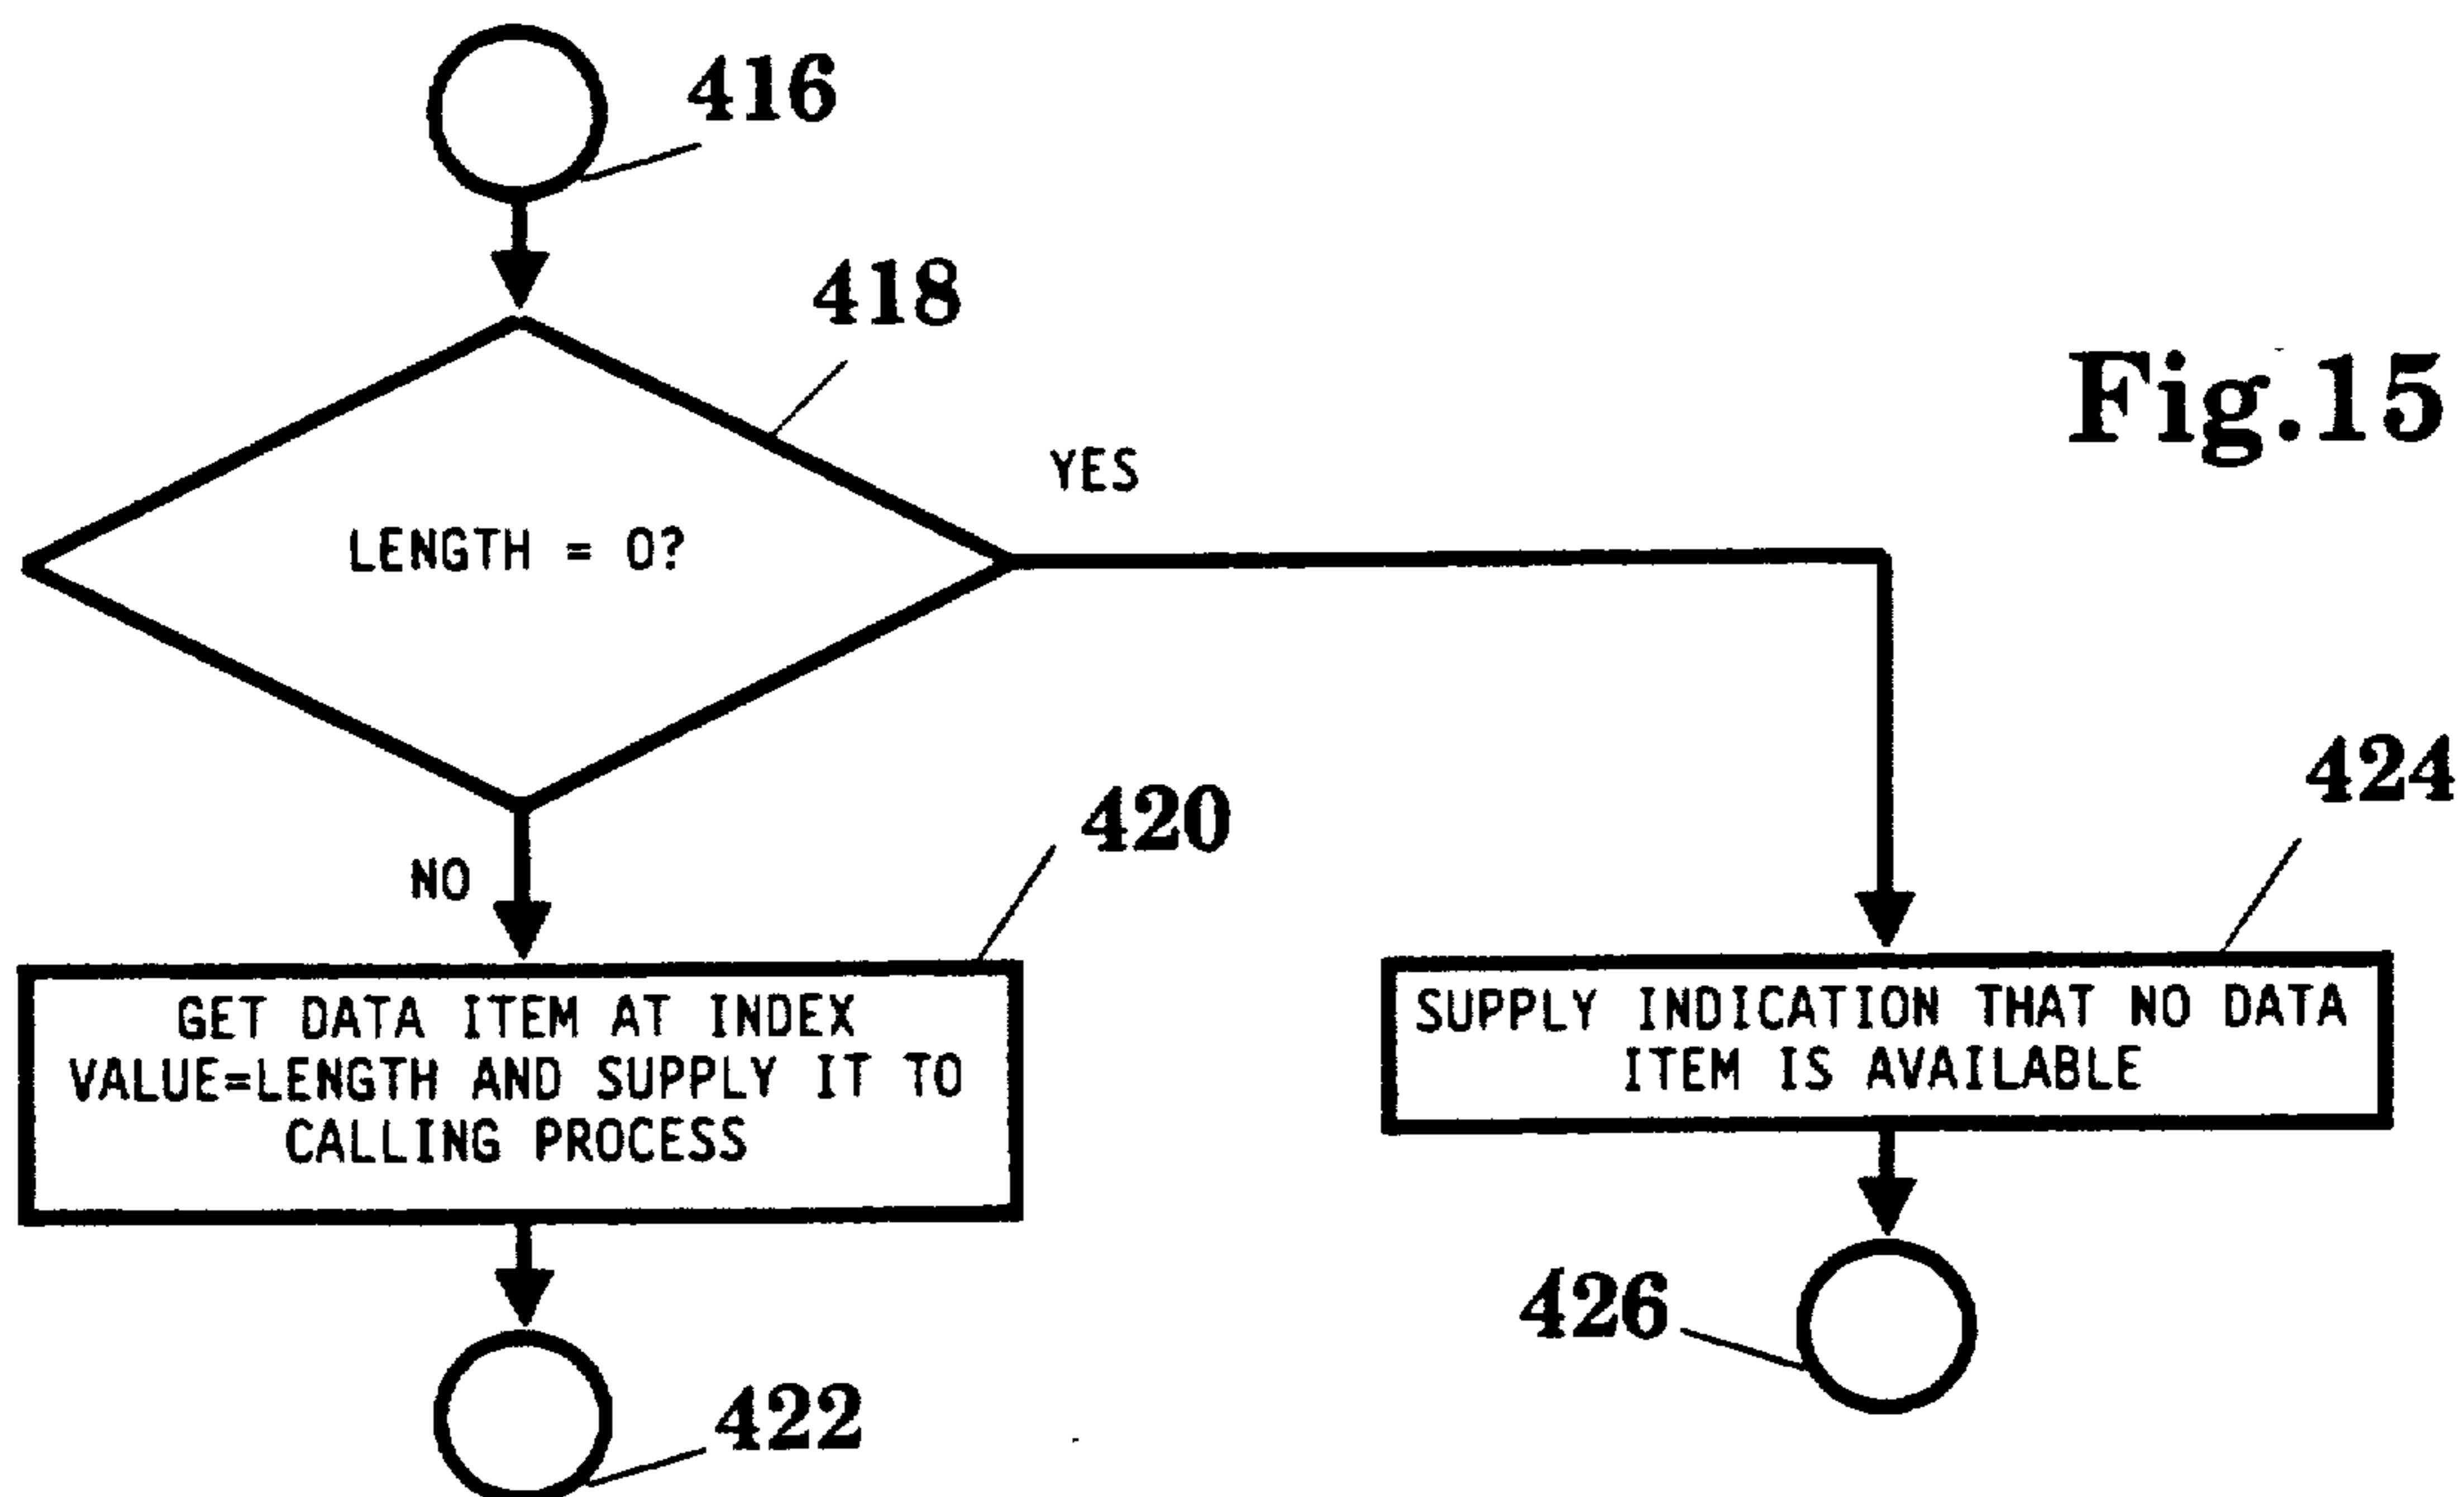 416
418
Fig.15
YES
LENGTH = 0?
NO
420
424
GET DATA ITEM AT INDEX
VALUE=LENGTH AND SUPPLY IT TO
CALLING PROCESS
SUPPLY INDICATION THAT NO DATA
ITEM IS AVAILABLE
426
422